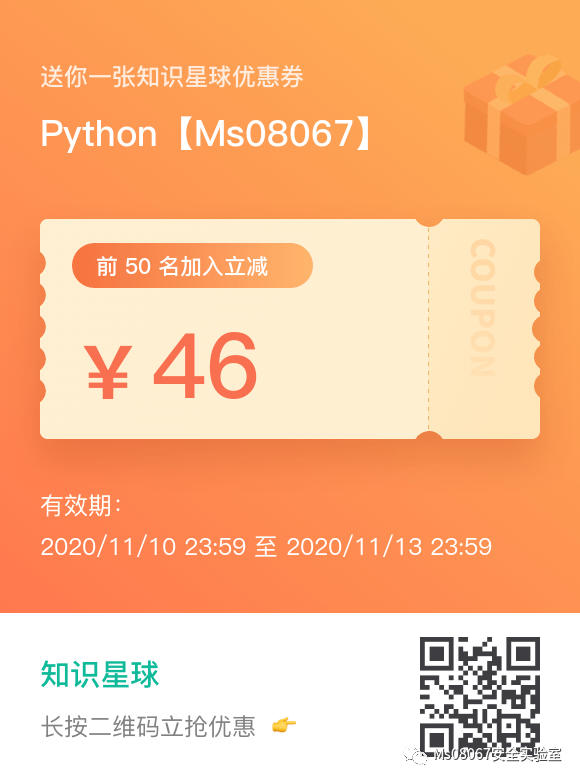 送你一张知识星球优惠券
Python【Ms08067】
前 50 名加入立减
¥ 46
COUPON
有效期：
2020/11/10 23:59 至 2020/11/13 23:59
知识星球
长按二维码立抢优惠 👉
Ms08067安全实验室